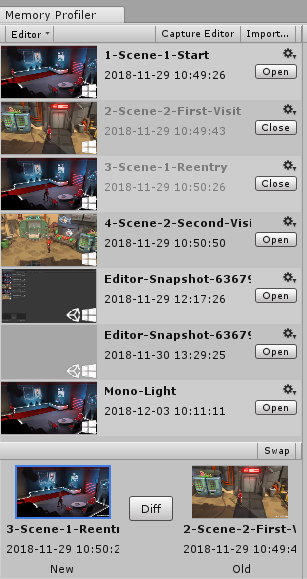 Memory Profiler
Editor Capture Editor Import...
1-Scene-1-Start
2018-11-29 10:49:26 Open
2-Scene-2-First-Visit
2018-11-29 10:49:43 Close
3-Scene-1-Reentry
2018-11-29 10:50:26 Close
4-Scene-2-Second-Visi
2018-11-29 10:50:50 Open
Editor-Snapshot-63679
2018-11-29 12:17:26 Open
Editor-Snapshot-63679
2018-11-30 13:29:25 Open
Mono-Light
2018-12-03 10:11:11 Open
Swap
Diff
3-Scene-1-Reentr 2-Scene-2-First-V
2018-11-29 10:50:2 2018-11-29 10:49:4
New Old